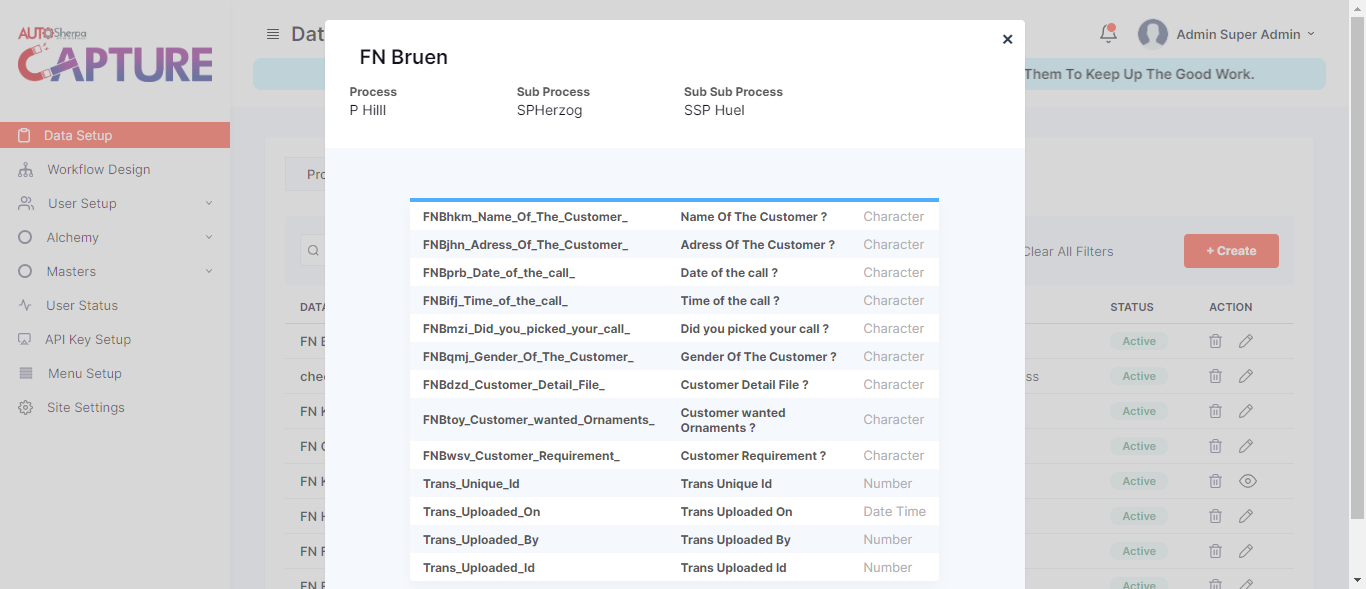 AUTO Sherpa
CAPTURE
Data Setup
Workflow Design
User Setup
Alchemy
Masters
User Status
API Key Setup
Menu Setup
Site Settings
Dat
Admin Super Admin
Them To Keep Up The Good Work.
FN Bruen
Process Sub Process Sub Sub Process
P Hilll SPHerzog SSP Huel
FNBhkm_Name_Of_The_Customer_ Name Of The Customer ? Character
FNBjhn_Adress_Of_The_Customer_ Adress Of The Customer ? Character
FNBprb_Date_of_the_call_ Date of the call ? Character
FNBifj_Time_of_the_call_ Time of the call ? Character
FNBmzi_Did_you_picked_your_call_ Did you picked your call ? Character
FNBqmj_Gender_Of_The_Customer_ Gender Of The Customer ? Character
FNBdzd_Customer_Detail_File_ Customer Detail File ? Character
FNBtoy_Customer_wanted_Ornaments_ Customer wanted
Ornaments ? Character
FNBwsv_Customer_Requirement_ Customer Requirement ? Character
Trans_Unique_Id Trans Unique Id Number
Trans_Uploaded_On Trans Uploaded On Date Time
Trans_Uploaded_By Trans Uploaded By Number
Trans_Uploaded_Id Trans Uploaded Id Number
Clear All Filters
+ Create
DATA STATUS ACTION
FN Active
Active
FN K Active
FN Active
FN K Active
FN H Active
FN F Active
FN Active